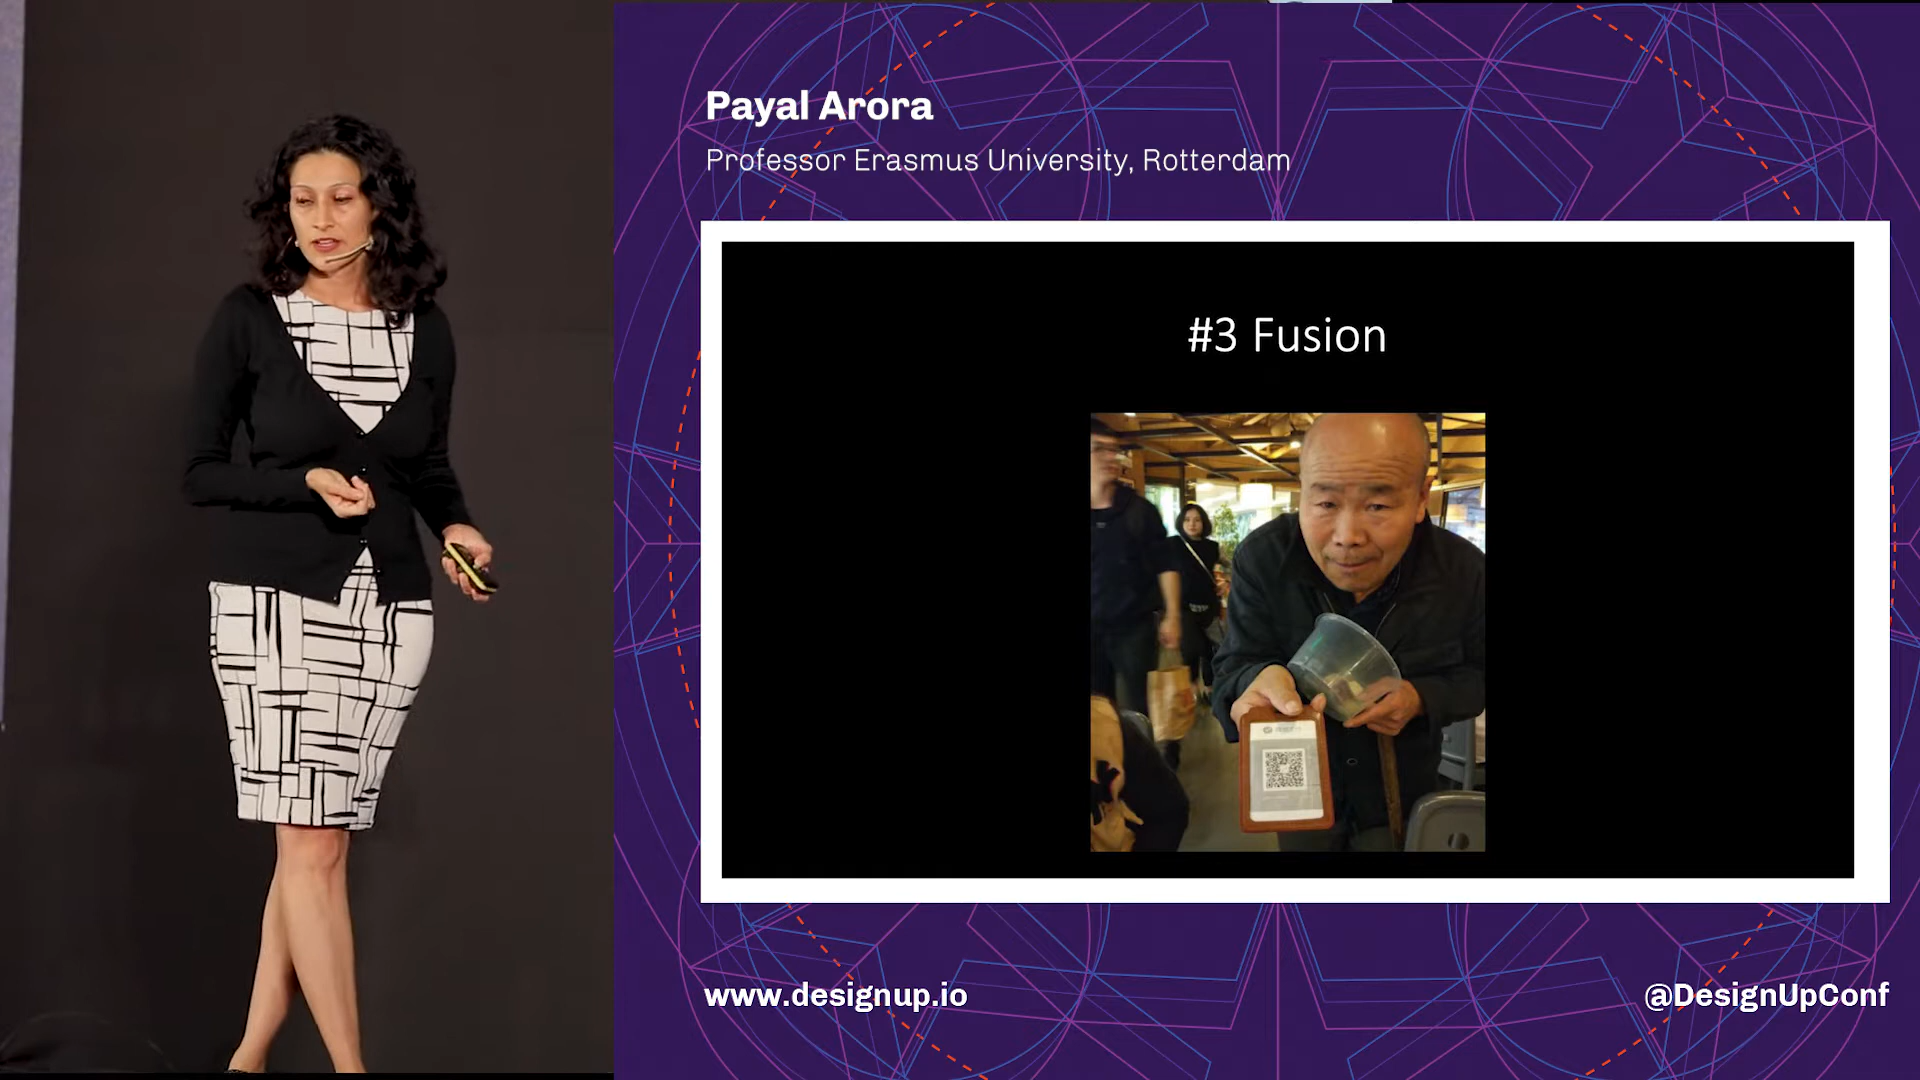 Payal Arora
Professor Erasmus University, Rotterdam
#3 Fusion
www.designup.io
@DesignUpConf